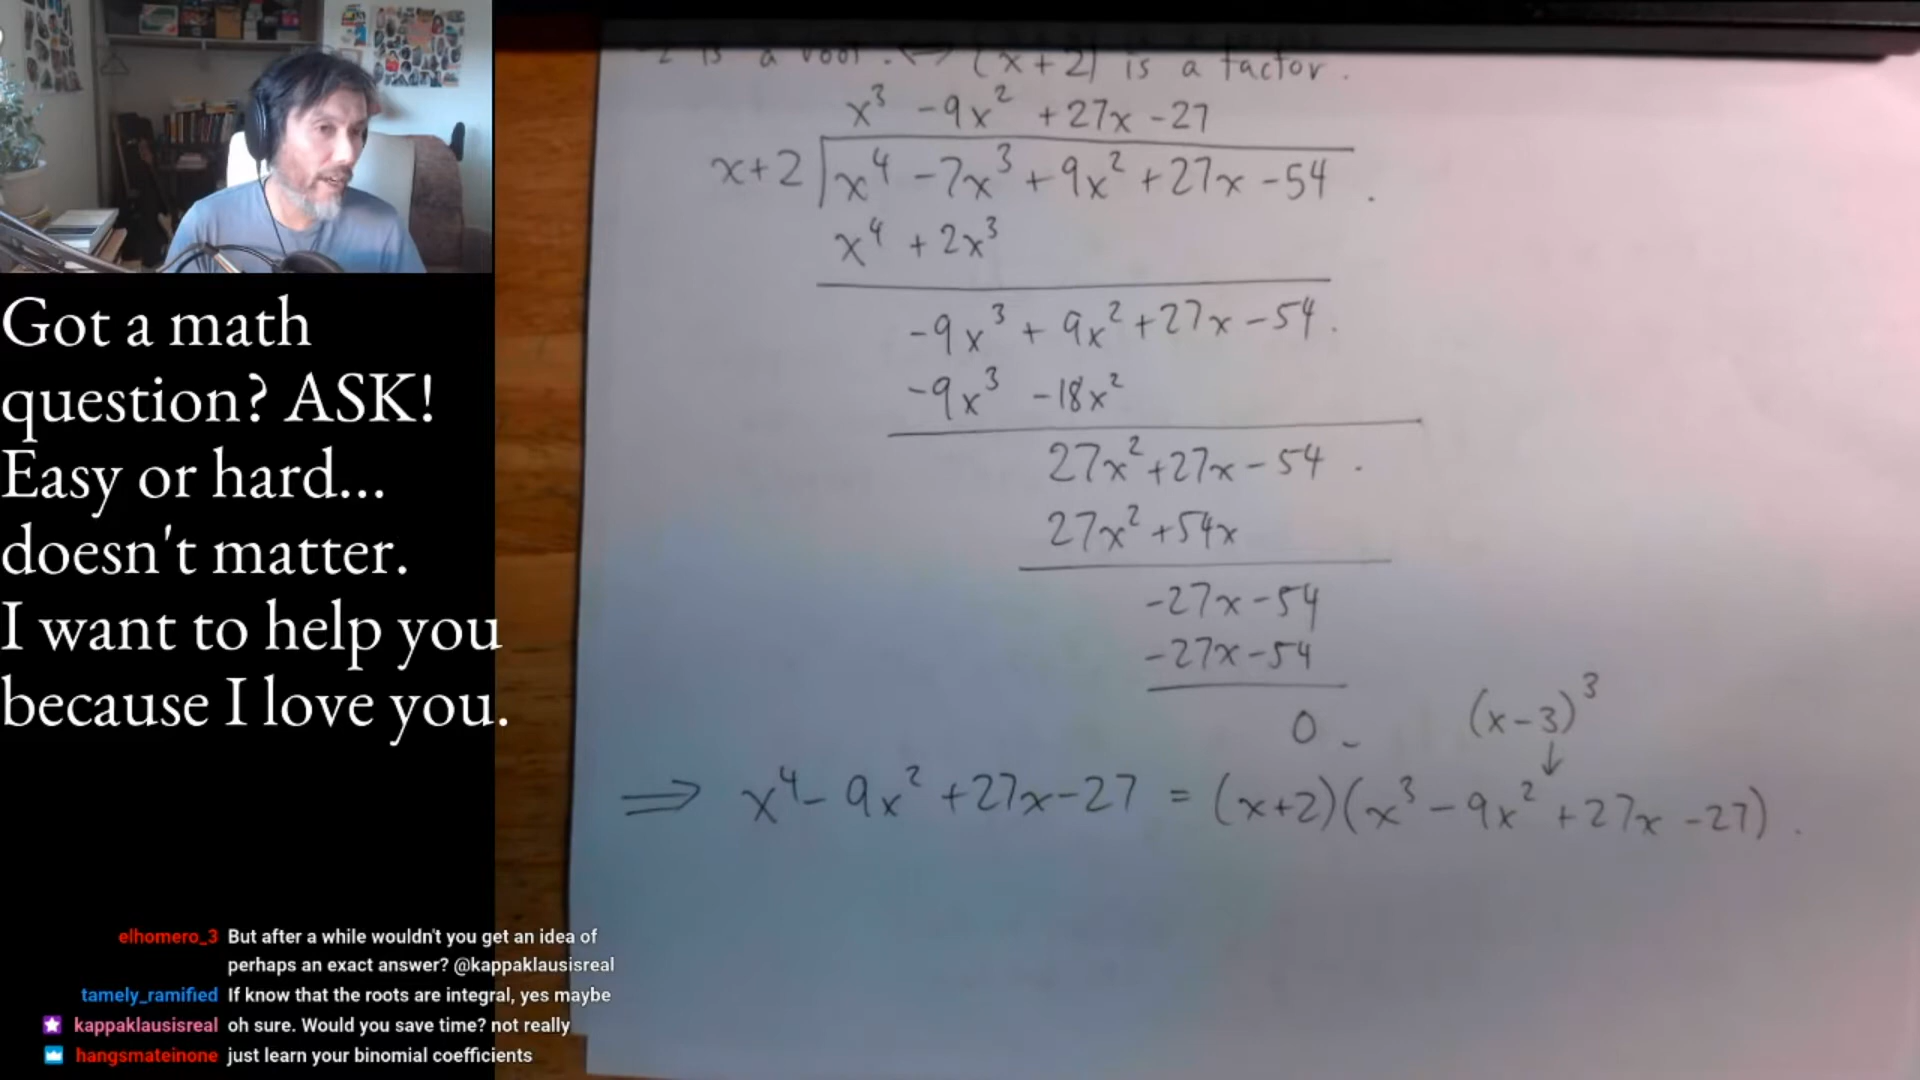 -2 is a root. ⟺ (x+2) is a factor.
x³ -9x² +27x -27
x+2 | x⁴ -7x³ +9x² +27x -54 .
x⁴ +2x³
-9x³ + 9x² +27x -54 .
-9x³ -18x²
27x² +27x -54 .
27x² +54x
-27x -54
-27x -54
0
(x-3)³
↓
⟹ x⁴ - 9x² +27x -27 = (x+2)(x³ -9x² +27x -27) .
Got a math
question? ASK!
Easy or hard...
doesn't matter.
I want to help you
because I love you.
elhomero_3 But after a while wouldn't you get an idea of
perhaps an exact answer? @kappaklausisreal
tamely_ramified If know that the roots are integral, yes maybe
kappaklausisreal oh sure. Would you save time? not really
hangsmateinone just learn your binomial coefficients